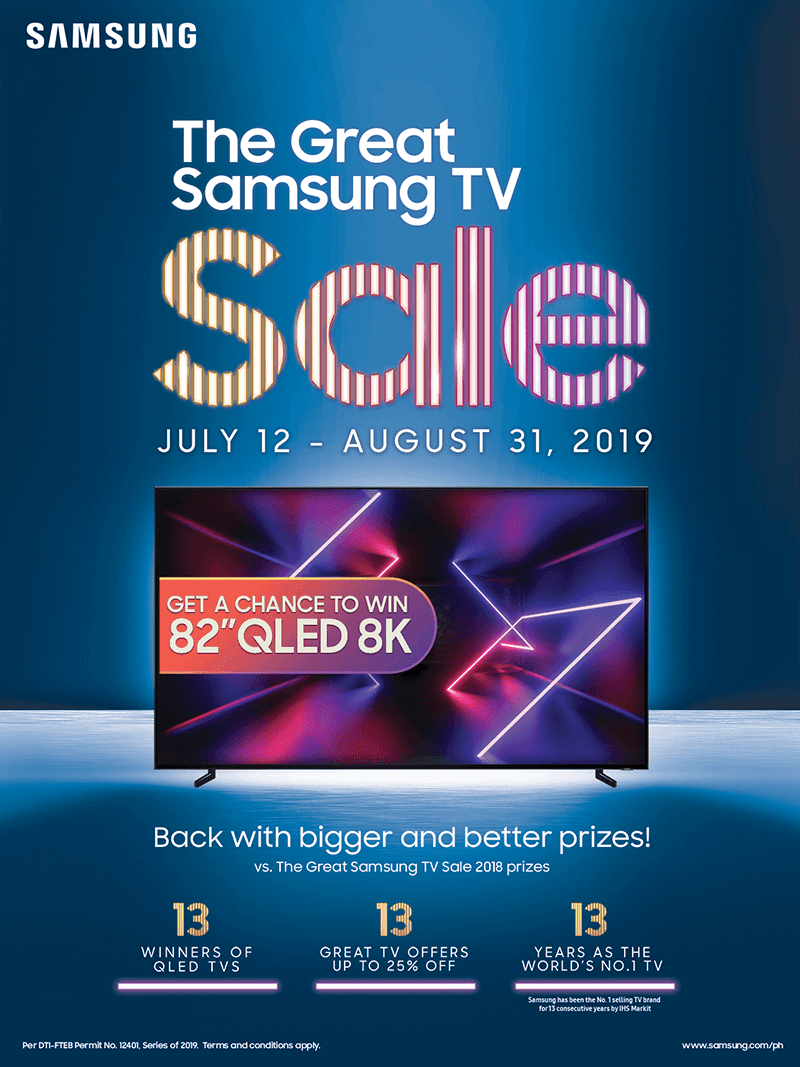 SAMSUNG
The Great
Samsung TV
Sale
JULY 12 - AUGUST 31, 2019
GET A CHANCE TO WIN
82"QLED 8K
Back with bigger and better prizes!
vs. The Great Samsung TV Sale 2018 prizes
13
WINNERS OF
QLED TVS
13
GREAT TV OFFERS
UP TO 25% OFF
13
YEARS AS THE
WORLD'S NO.1 TV
Samsung has been the No. 1 selling TV brand
for 13 consecutive years by IHS Markit
Per DTI-FTEB Permit No. 12401, Series of 2019. Terms and conditions apply.
www.samsung.com/ph